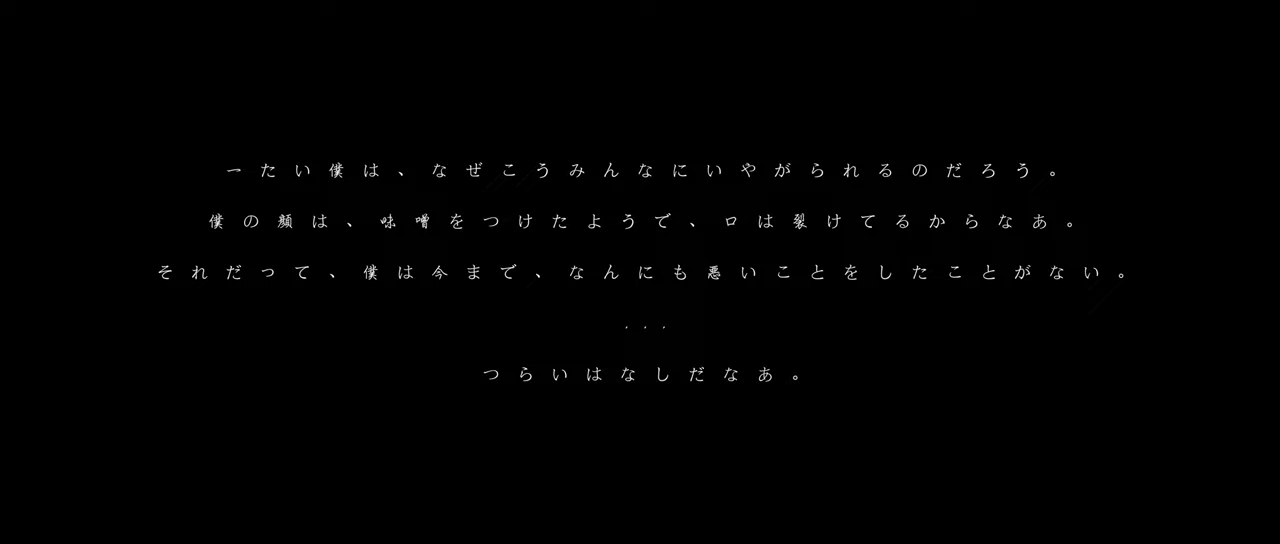 一たい僕は、なぜこうみんなにいやがられるのだろう。
僕の顔は、味噌をつけたようで、口は裂けてるからなあ。
それだって、僕は今まで、なんにも悪いことをしたことがない。
...
つらいはなしだなあ。